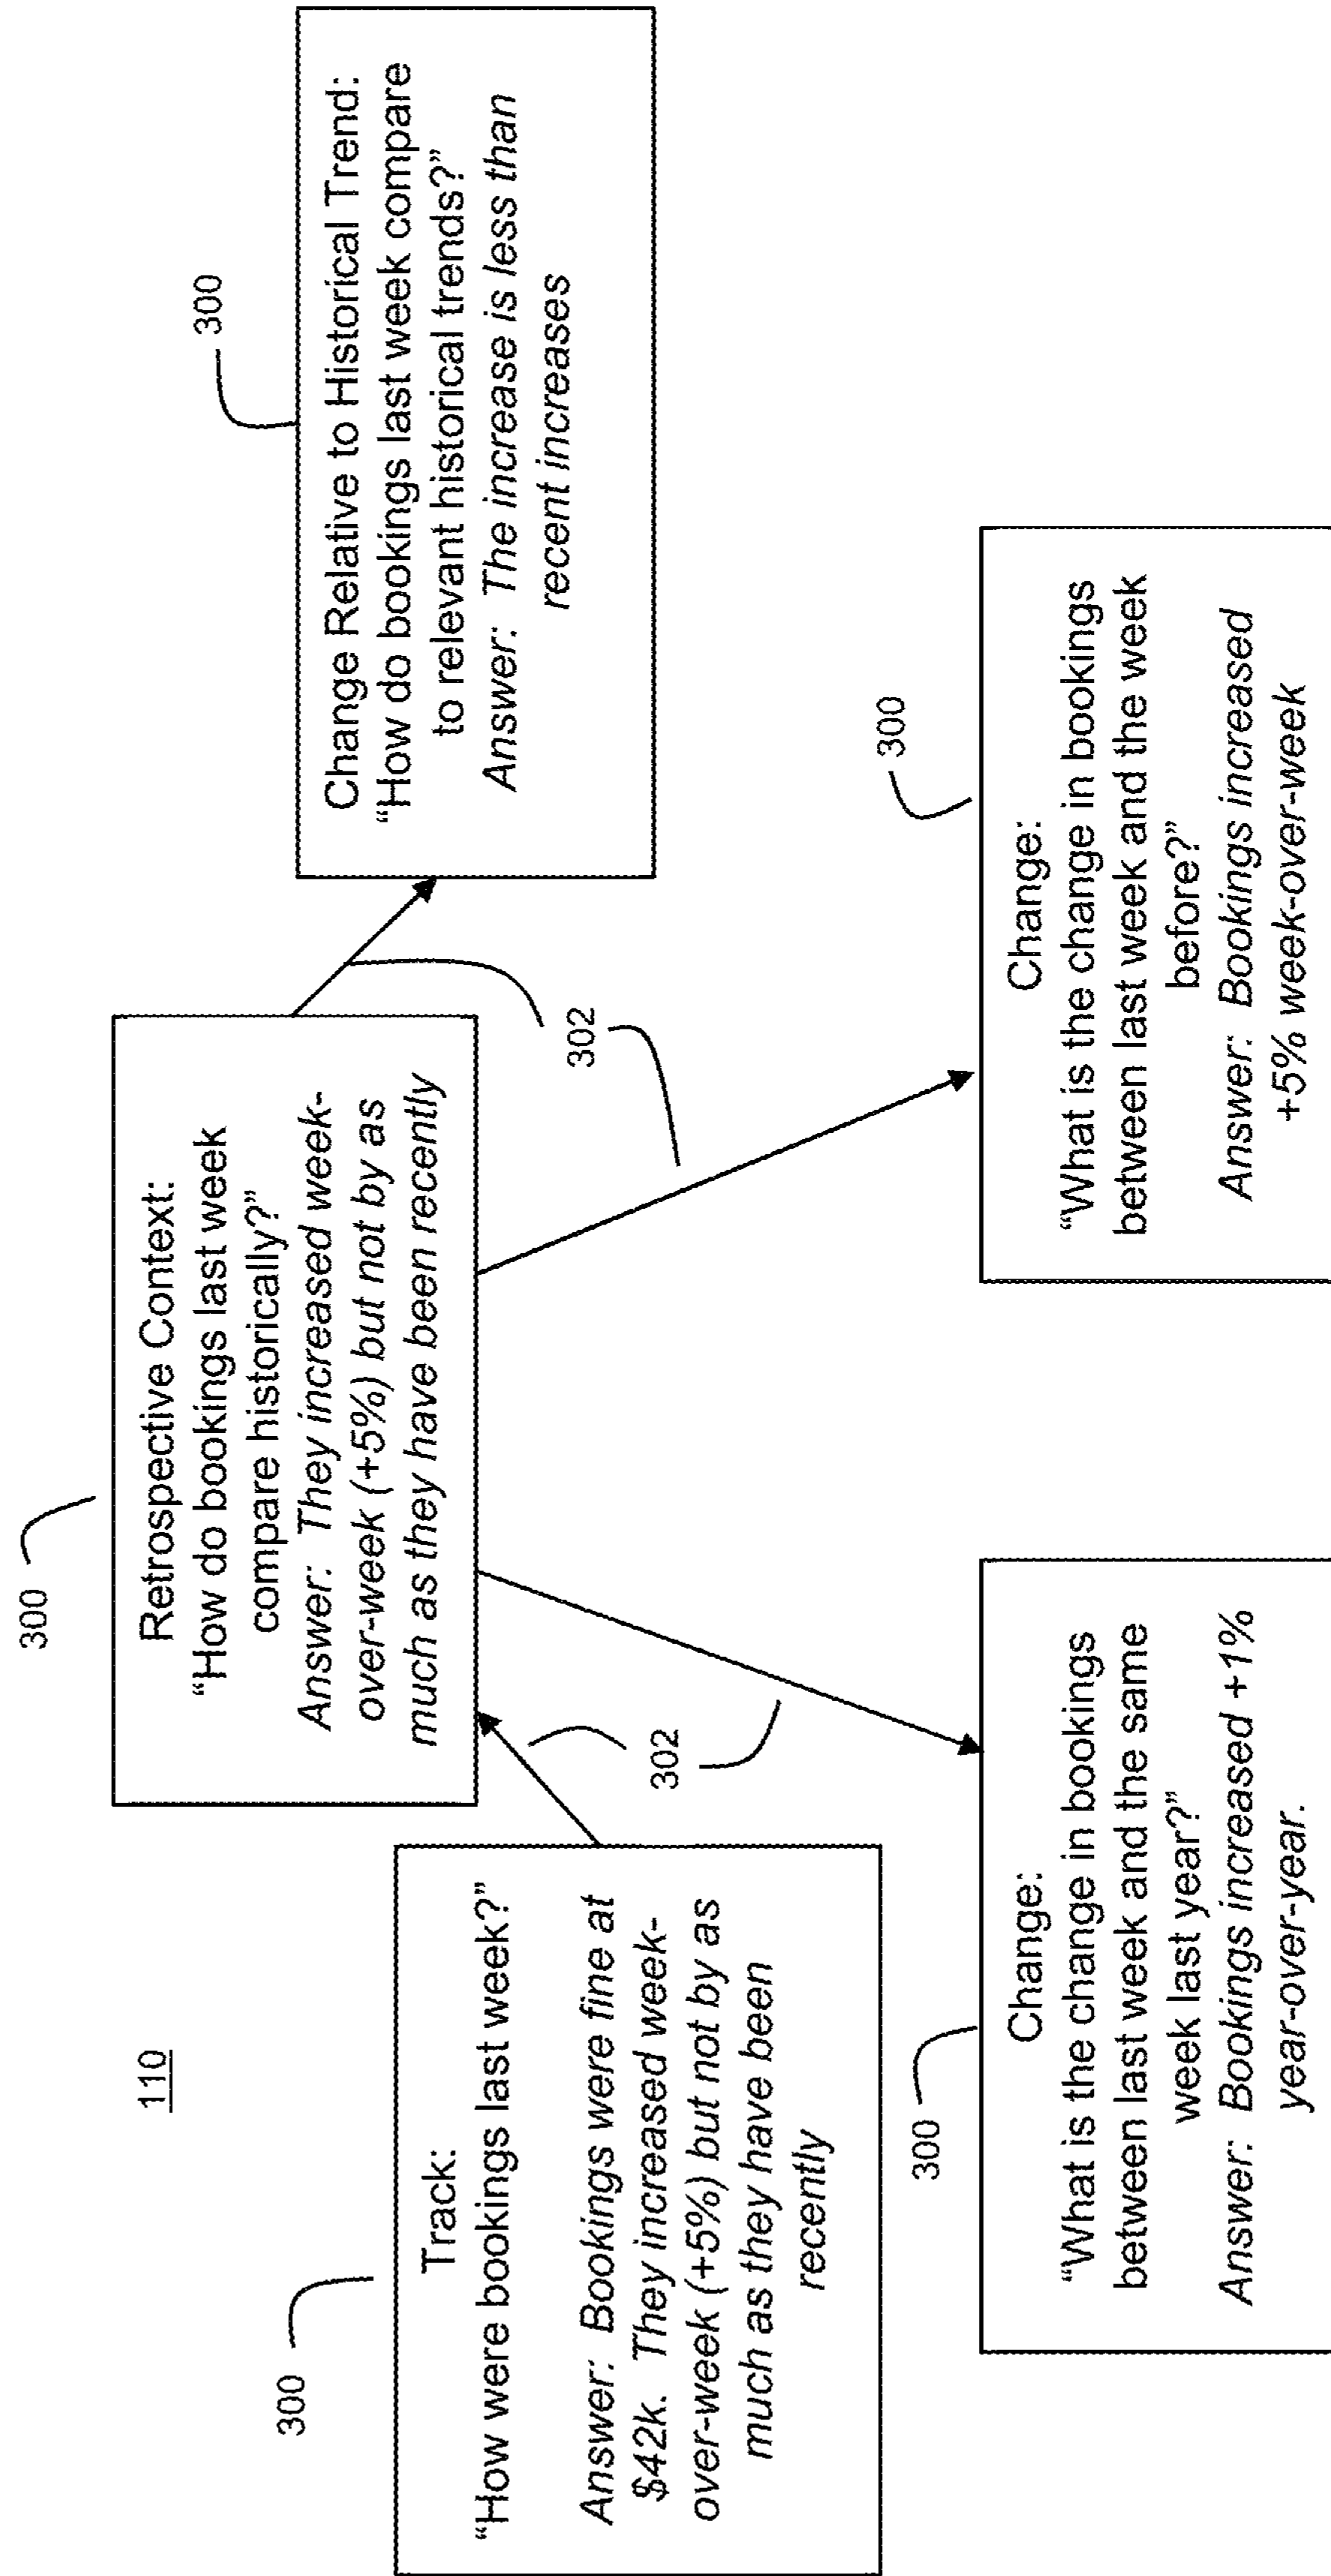 110
300
Track:
“How were bookings last week?”
Answer: Bookings were fine at
$42k. They increased week-
over-week (+5%) but not by as
much as they have been
recently
300
Retrospective Context:
“How do bookings last week
compare historically?”
Answer: They increased week-
over-week (+5%) but not by as
much as they have been recently
300
Change Relative to Historical Trend:
“How do bookings last week compare
to relevant historical trends?”
Answer: The increase is less than
recent increases
302
302
300
Change:
“What is the change in bookings
between last week and the same
week last year?”
Answer: Bookings increased +1%
year-over-year.
300
Change:
“What is the change in bookings
between last week and the week
before?”
Answer: Bookings increased
+5% week-over-week